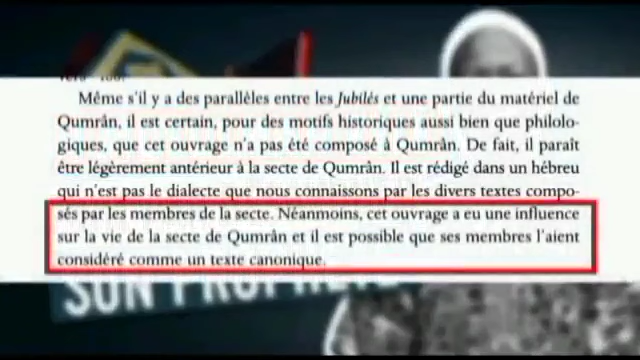 Même s'il y a des parallèles entre les Jubilés et une partie du matériel de
Qumrân, il est certain, pour des motifs historiques aussi bien que philolo-
giques, que cet ouvrage n'a pas été composé à Qumrân. De fait, il paraît
être légèrement antérieur à la secte de Qumrân. Il est rédigé dans un hébreu
qui n'est pas le dialecte que nous connaissons par les divers textes compo-
sés par les membres de la secte. Néanmoins, cet ouvrage a eu une influence
sur la vie de la secte de Qumrân et il est possible que ses membres l'aient
considéré comme un texte canonique.
SON